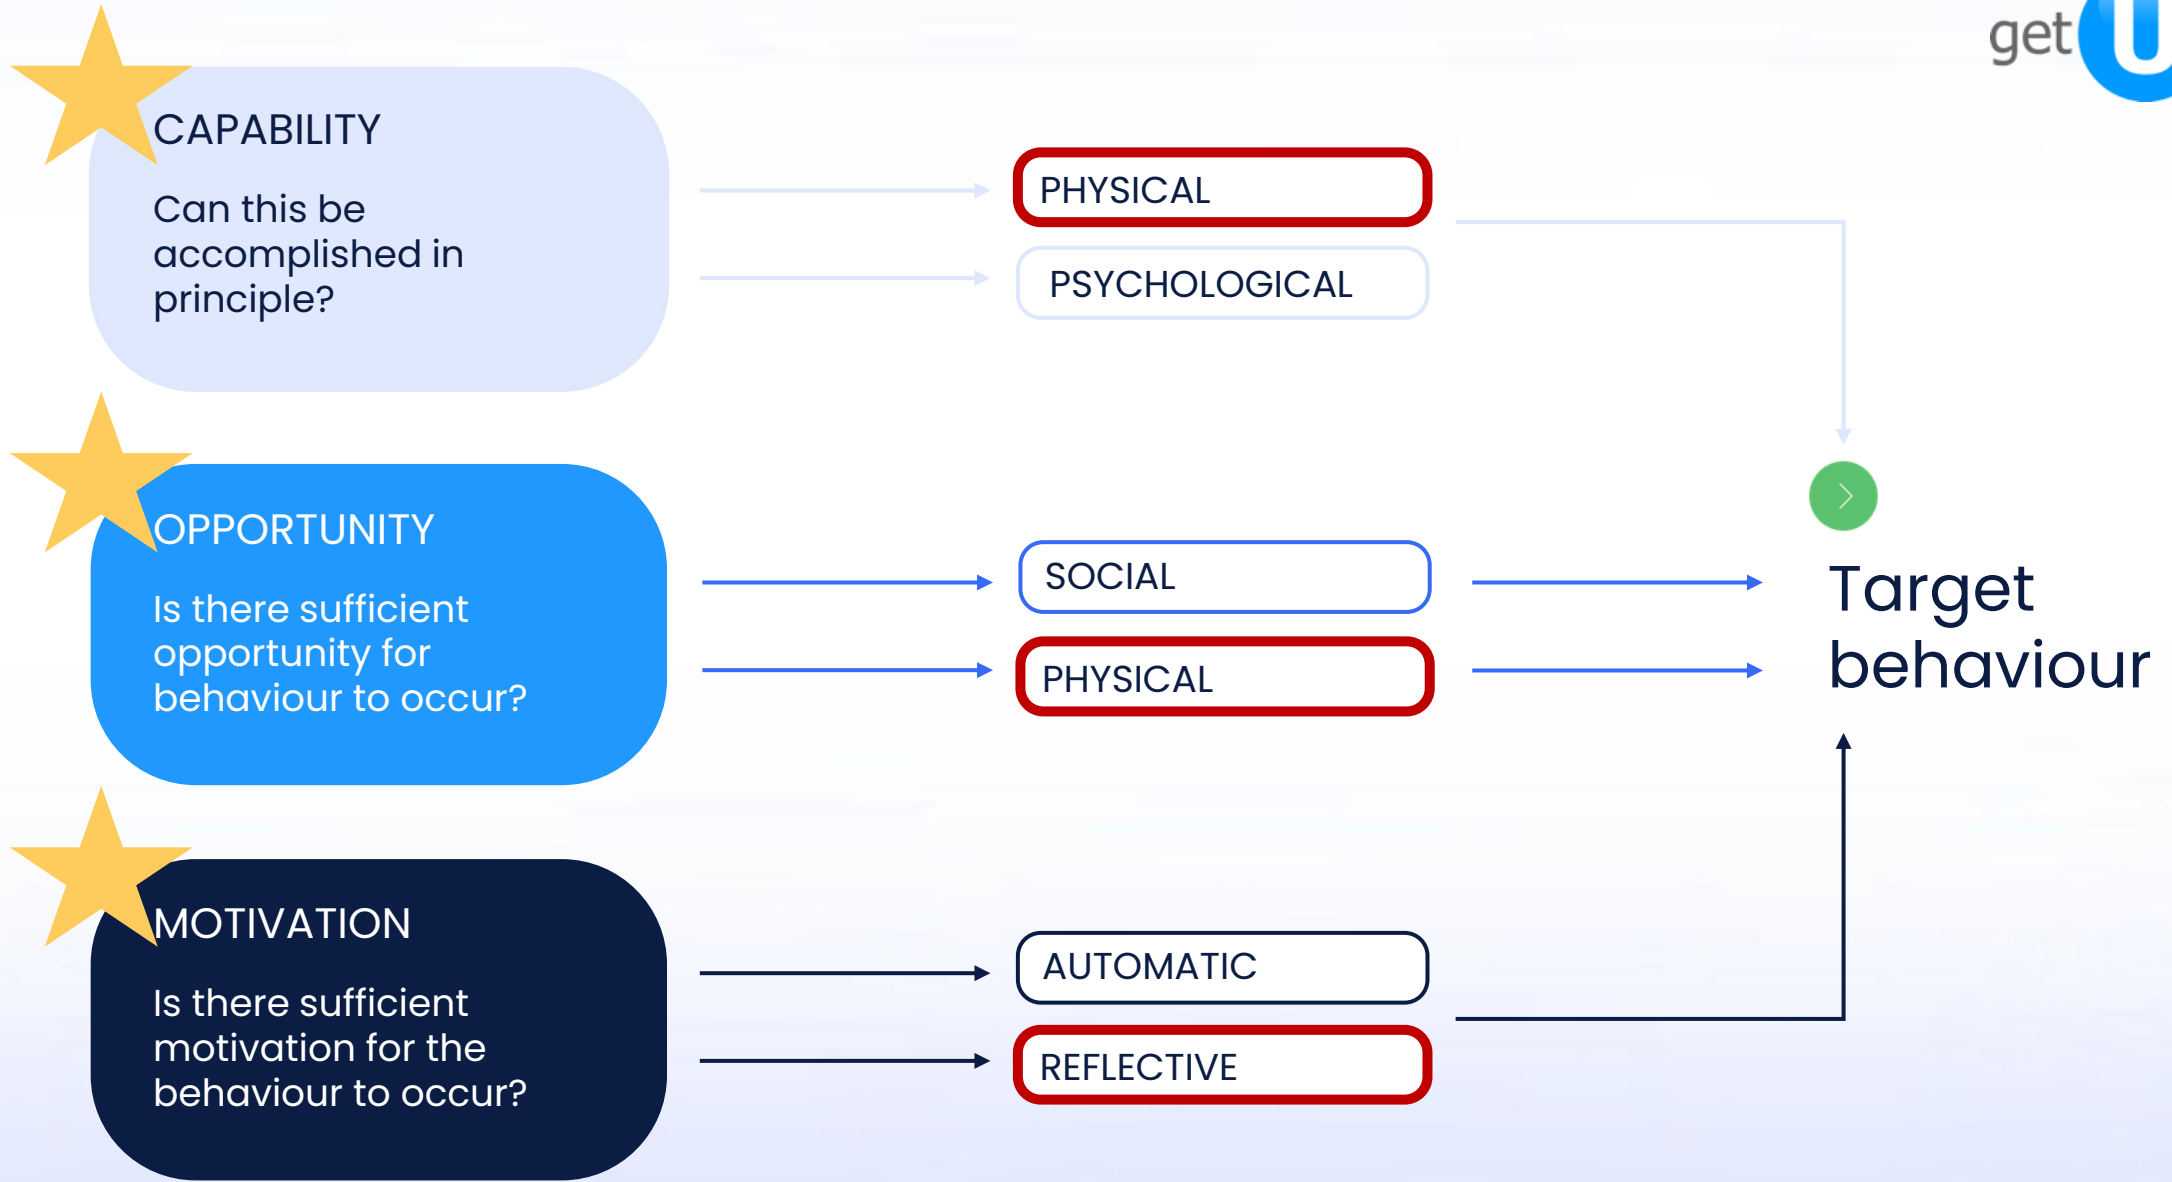 get U
CAPABILITY
Can this be
accomplished in
principle?
PHYSICAL
PSYCHOLOGICAL
OPPORTUNITY
Is there sufficient
opportunity for
behaviour to occur?
SOCIAL
PHYSICAL
Target
behaviour
MOTIVATION
Is there sufficient
motivation for the
behaviour to occur?
AUTOMATIC
REFLECTIVE